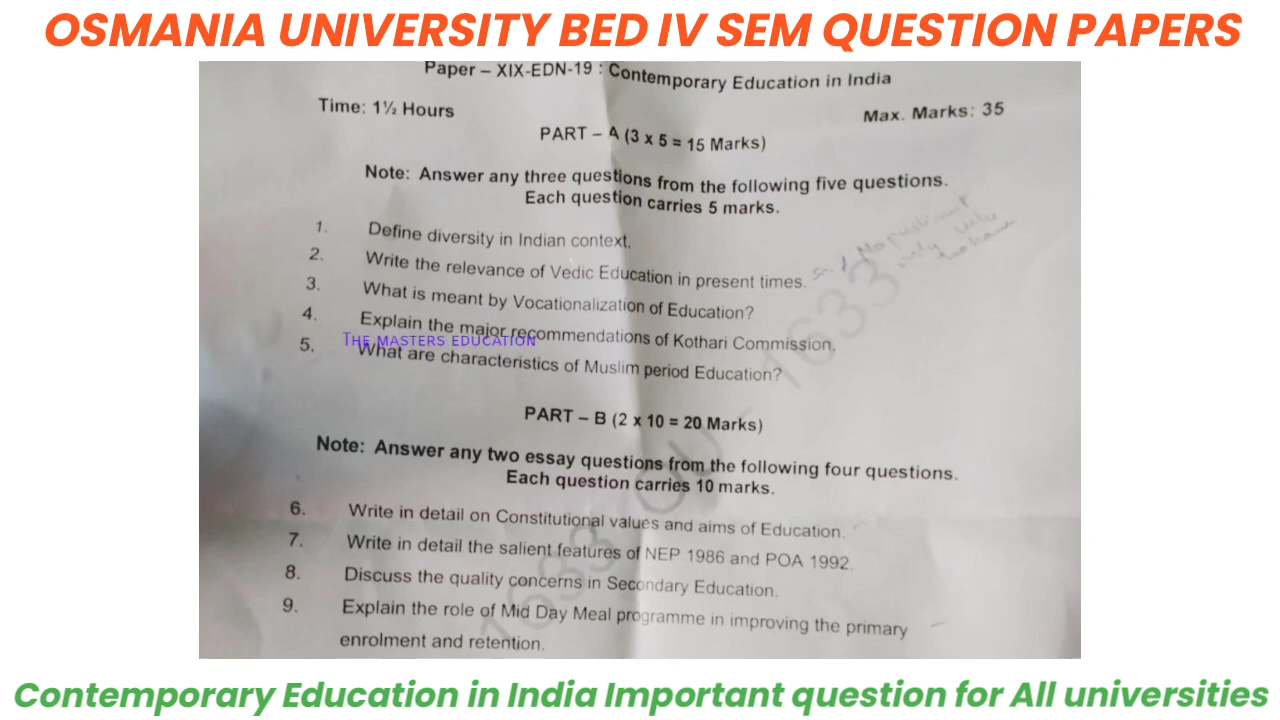 OSMANIA UNIVERSITY BED IV SEM QUESTION PAPERS
Paper – XIX-EDN-19 : Contemporary Education in India
Time: 1½ Hours Max. Marks: 35
PART – A (3 x 5 = 15 Marks)
Note: Answer any three questions from the following five questions.
Each question carries 5 marks.
1. Define diversity in Indian context.
2. Write the relevance of Vedic Education in present times.
3. What is meant by Vocationalization of Education?
4. Explain the major recommendations of Kothari Commission.
THE MASTERS EDUCATION
5. What are characteristics of Muslim period Education?
PART – B (2 x 10 = 20 Marks)
Note: Answer any two essay questions from the following four questions.
Each question carries 10 marks.
6. Write in detail on Constitutional values and aims of Education.
7. Write in detail the salient features of NEP 1986 and POA 1992.
8. Discuss the quality concerns in Secondary Education.
9. Explain the role of Mid Day Meal programme in improving the primary
enrolment and retention.
1633 OU - 1633
Contemporary Education in India Important question for All universities